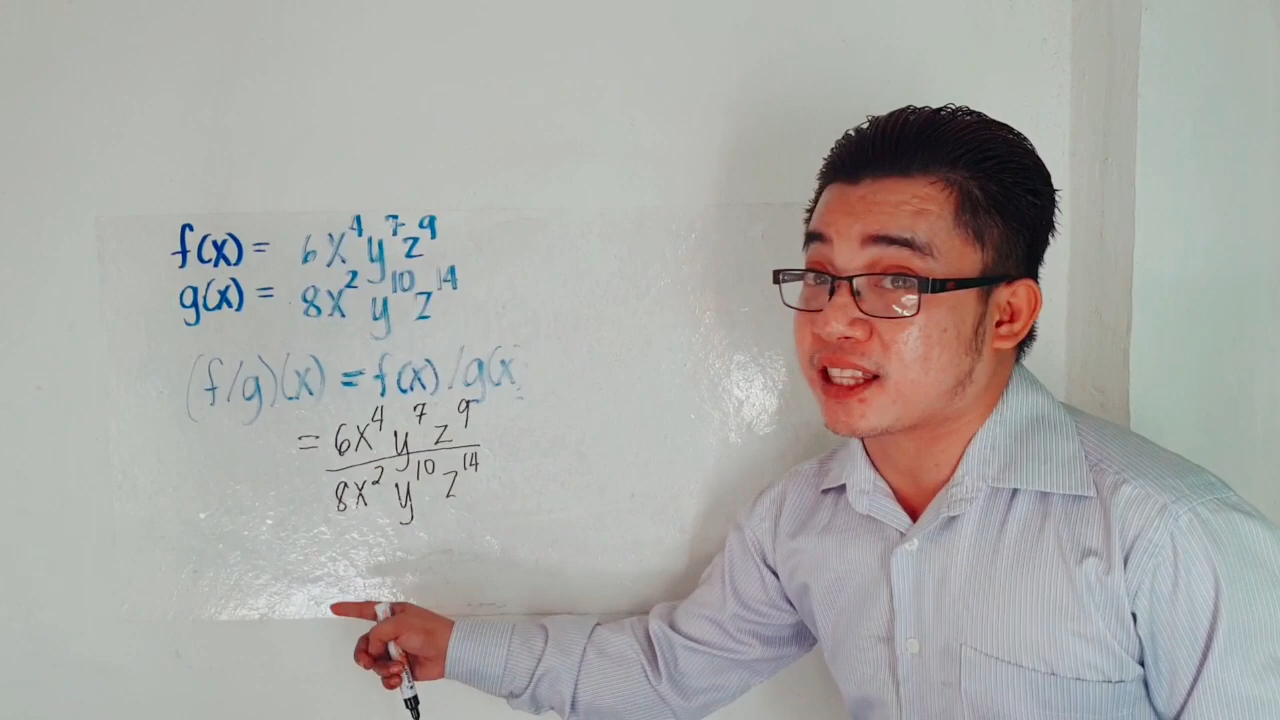 f(x) = 6x⁴y⁷z⁹
g(x) = 8x²y¹⁰z¹⁴
(f/g)(x) = f(x)/g(x)
= 6x⁴y⁷z⁹
8x²y¹⁰z¹⁴